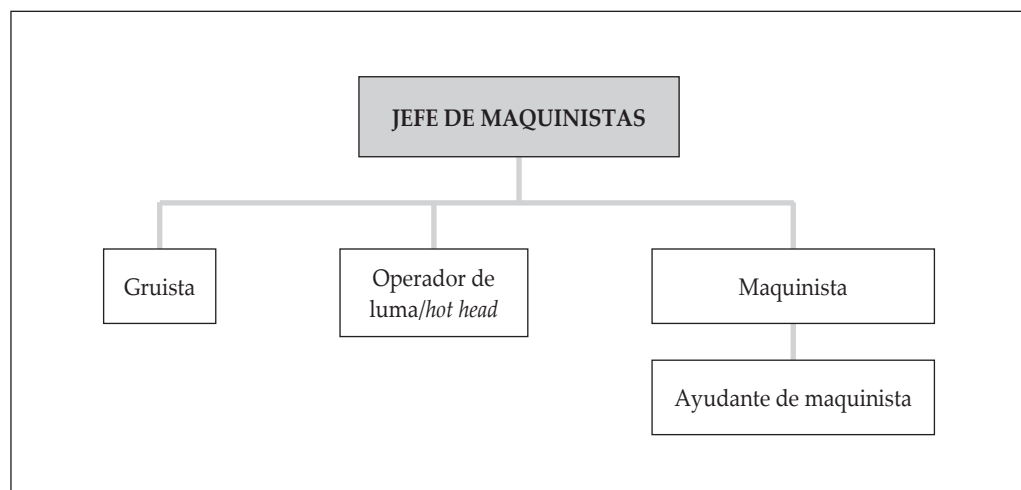 JEFE DE MAQUINISTAS
Gruista
Operador de
luma/hot head
Maquinista
Ayudante de maquinista